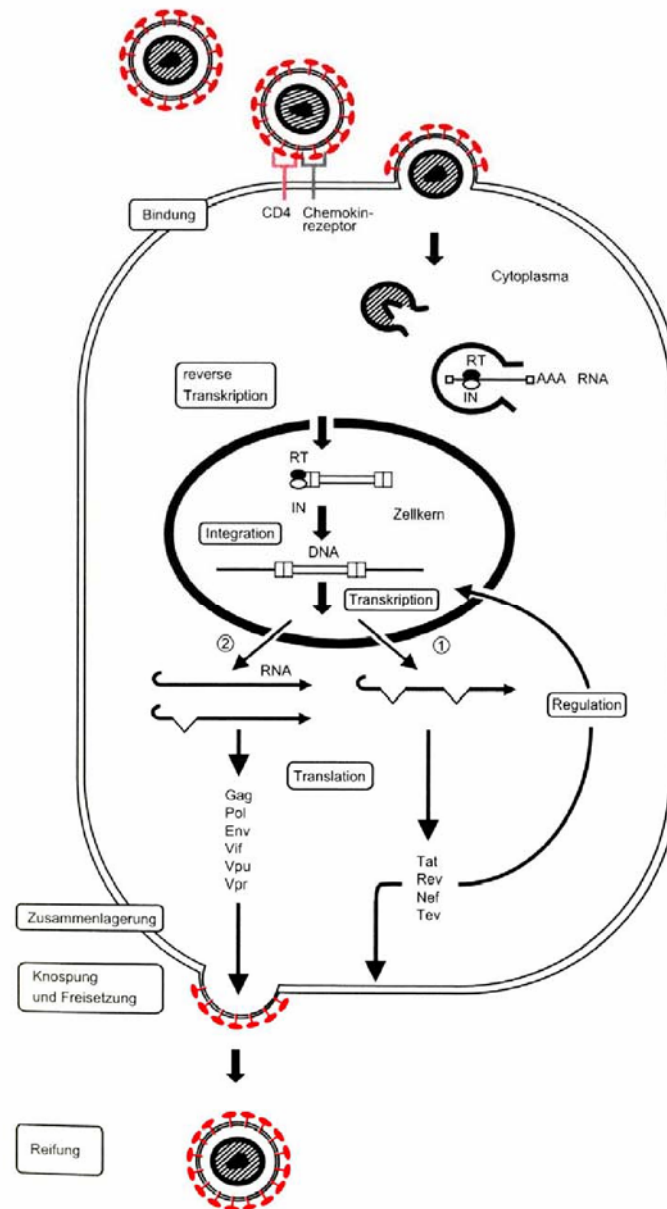 Bindung
CD4
Chemokin-
rezeptor
Cytoplasma
RT
AAA RNA
IN
reverse
Transkription
RT
IN
Zellkern
Integration
DNA
Transkription
②
①
RNA
Regulation
Translation
Gag
Pol
Env
Vif
Vpu
Vpr
Tat
Rev
Nef
Tev
Zusammenlagerung
Knospung
und Freisetzung
Reifung